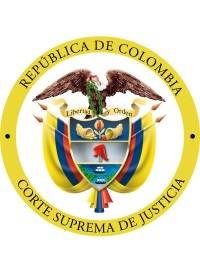 REPÚBLICA DE COLOMBIA
Libertad y Orden
CORTE SUPREMA DE JUSTICIA